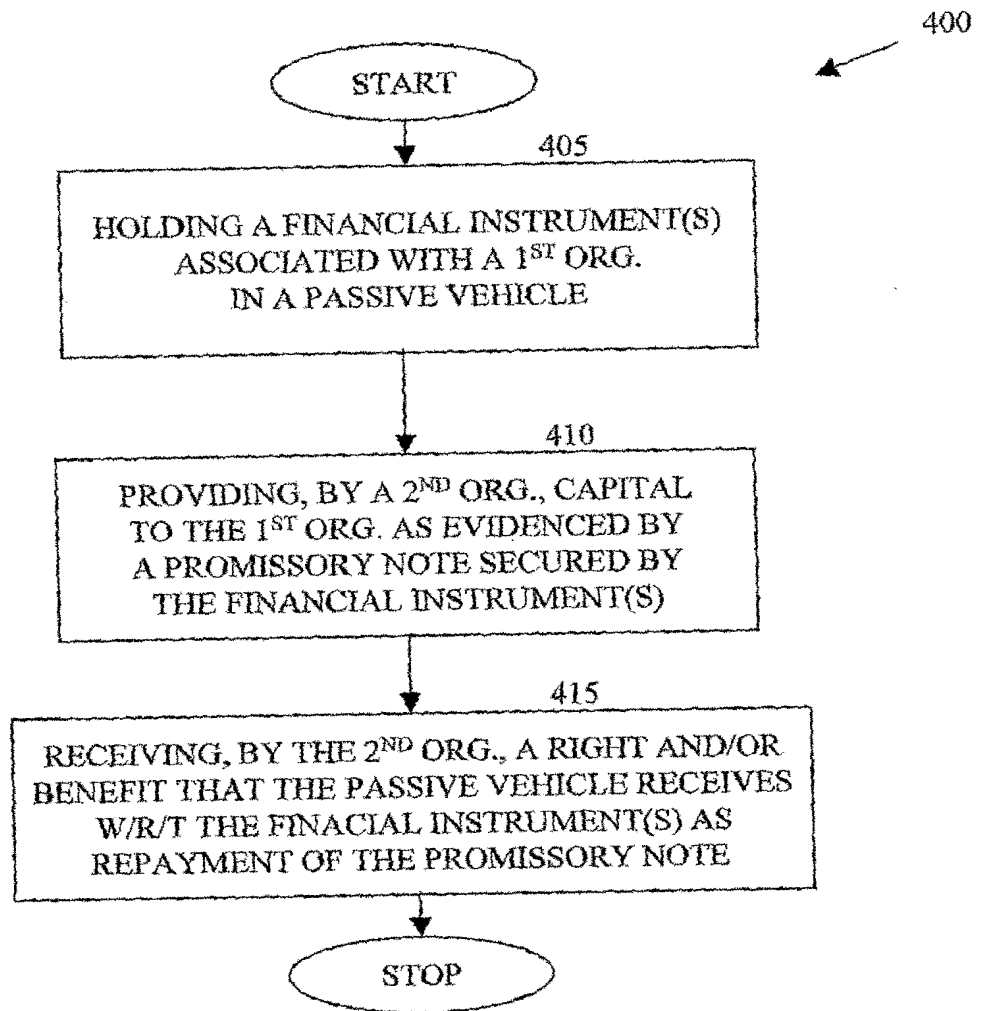 400
START
405
HOLDING A FINANCIAL INSTRUMENT(S)
ASSOCIATED WITH A 1ST ORG.
IN A PASSIVE VEHICLE
410
PROVIDING, BY A 2ND ORG., CAPITAL
TO THE 1ST ORG. AS EVIDENCED BY
A PROMISSORY NOTE SECURED BY
THE FINANCIAL INSTRUMENT(S)
415
RECEIVING, BY THE 2ND ORG., A RIGHT AND/OR
BENEFIT THAT THE PASSIVE VEHICLE RECEIVES
W/R/T THE FINACIAL INSTRUMENT(S) AS
REPAYMENT OF THE PROMISSORY NOTE
STOP